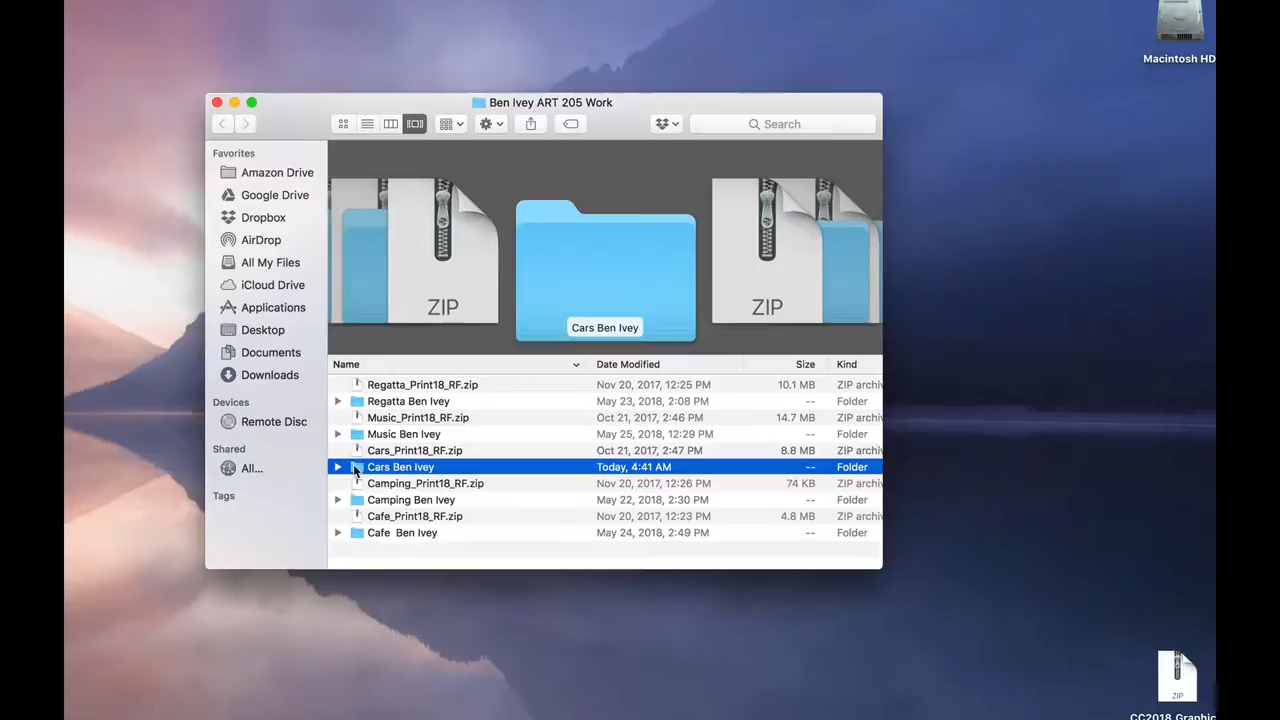 Macintosh HD
Ben Ivey ART 205 Work
Search
Favorites
Amazon Drive
Google Drive
Dropbox
AirDrop
All My Files
iCloud Drive
Applications
Desktop
Documents
Downloads
Devices
Remote Disc
Shared
All...
Tags
ZIP
Cars Ben Ivey
ZIP
Name Date Modified Size Kind
Regatta_Print18_RF.zip Nov 20, 2017, 12:25 PM 10.1 MB ZIP archiv
Regatta Ben Ivey May 23, 2018, 2:08 PM -- Folder
Music_Print18_RF.zip Oct 21, 2017, 2:46 PM 14.7 MB ZIP archiv
Music Ben Ivey May 25, 2018, 12:29 PM -- Folder
Cars_Print18_RF.zip Oct 21, 2017, 2:47 PM 8.8 MB ZIP archiv
Cars Ben Ivey Today, 4:41 AM -- Folder
Camping_Print18_RF.zip Nov 20, 2017, 12:26 PM 74 KB ZIP archiv
Camping Ben Ivey May 22, 2018, 2:30 PM -- Folder
Cafe_Print18_RF.zip Nov 20, 2017, 12:23 PM 4.8 MB ZIP archiv
Cafe  Ben Ivey May 24, 2018, 2:49 PM -- Folder
ZIP
CC2018 Graphic